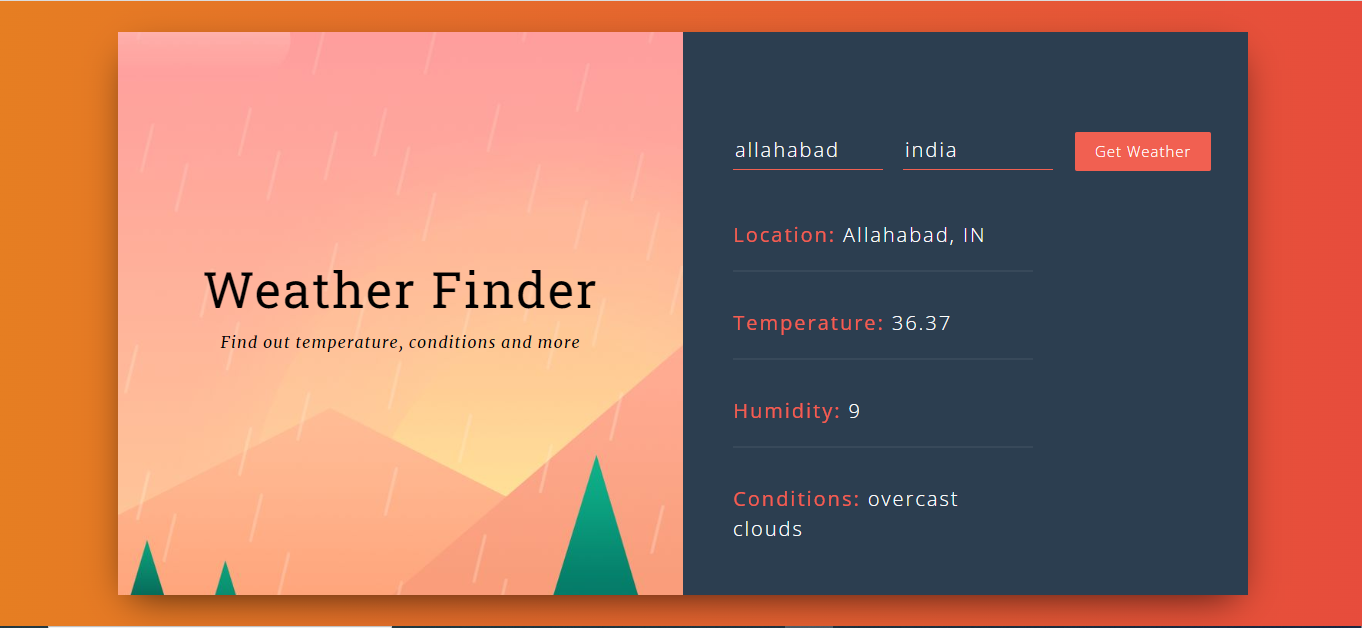 Weather Finder
Find out temperature, conditions and more
allahabad
india
Get Weather
Location: Allahabad, IN
Temperature: 36.37
Humidity: 9
Conditions: overcast
clouds